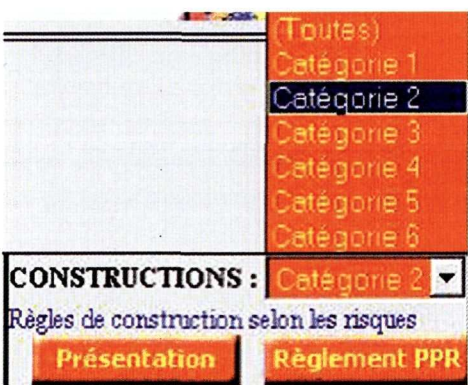 (Toutes)
Catégorie 1
Catégorie 2
Catégorie 3
Catégorie 4
Catégorie 5
Catégorie 6
CONSTRUCTIONS : Catégorie 2
Règles de construction selon les risques
Présentation Règlement PPR